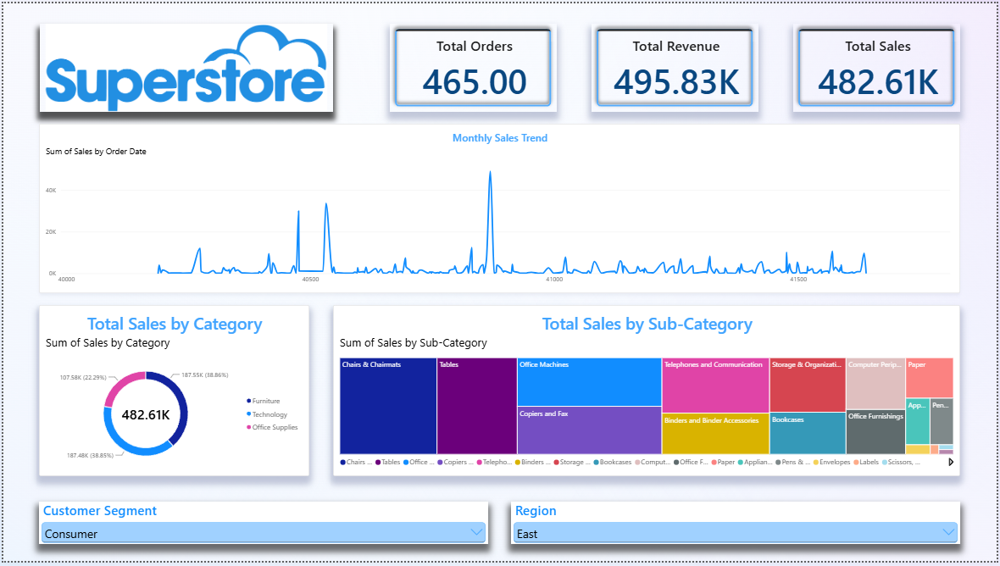 Superstore
Total Orders
465.00
Total Revenue
495.83K
Total Sales
482.61K
Monthly Sales Trend
Sum of Sales by Order Date
40K
20K
0K
40000
40500
41000
41500
Total Sales by Category
Sum of Sales by Category
107.58K (22.29%)
187.55K (38.86%)
482.61K
187.48K (38.85%)
Furniture
Technology
Office Supplies
Total Sales by Sub-Category
Sum of Sales by Sub-Category
Chairs & Chairmats
Tables
Office Machines
Copiers and Fax
Telephones and Communication
Binders and Binder Accessories
Storage & Organizati...
Bookcases
Computer Perip...
Office Furnishings
Paper
App...
Pen...
Chairs ... Tables Office ... Copiers ... Telepho... Binders ... Storage ... Bookcases Comput... Office F... Paper Applian... Pens & ... Envelopes Labels Scissors, ...
Customer Segment
Consumer
Region
East